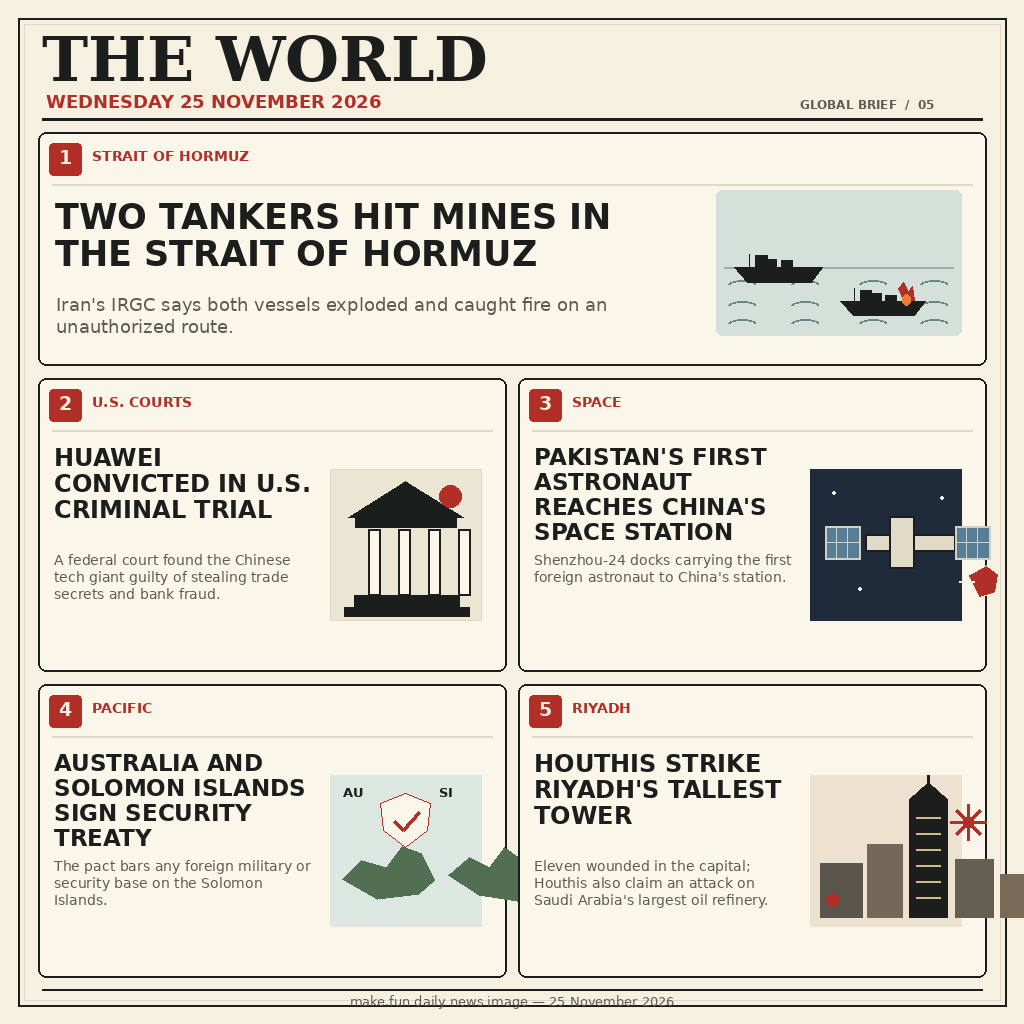 THE WORLD
WEDNESDAY 25 NOVEMBER 2026
GLOBAL BRIEF / 05
1
STRAIT OF HORMUZ
TWO TANKERS HIT MINES IN
THE STRAIT OF HORMUZ
Iran's IRGC says both vessels exploded and caught fire on an
unauthorized route.
2
U.S. COURTS
HUAWEI
CONVICTED IN U.S.
CRIMINAL TRIAL
A federal court found the Chinese
tech giant guilty of stealing trade
secrets and bank fraud.
3
SPACE
PAKISTAN'S FIRST
ASTRONAUT
REACHES CHINA'S
SPACE STATION
Shenzhou-24 docks carrying the first
foreign astronaut to China's station.
4
PACIFIC
AUSTRALIA AND
SOLOMON ISLANDS
SIGN SECURITY
TREATY
The pact bars any foreign military or
security base on the Solomon
Islands.
AU
SI
5
RIYADH
HOUTHIS STRIKE
RIYADH'S TALLEST
TOWER
Eleven wounded in the capital;
Houthis also claim an attack on
Saudi Arabia's largest oil refinery.
make.fun daily news image — 25 November 2026